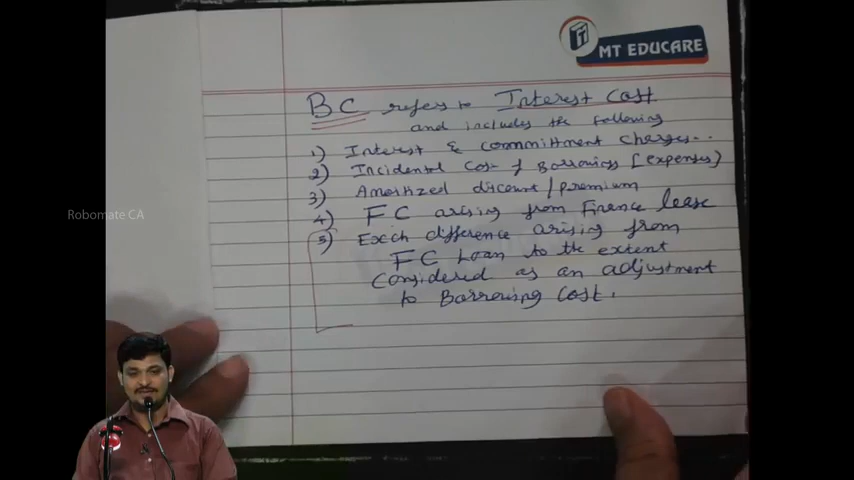 MT EDUCARE
BC refers to Interest Cost
and includes the following
1) Interest & commitment charges..
2) Incidental Cost of Borrowings [expenses]
3) Amortized discount/premium
4) FC arising from Finance lease
5) Exch difference arising from
FC Loan to the extent
Considered as an adjustment
to Borrowing Cost.
Robomate CA